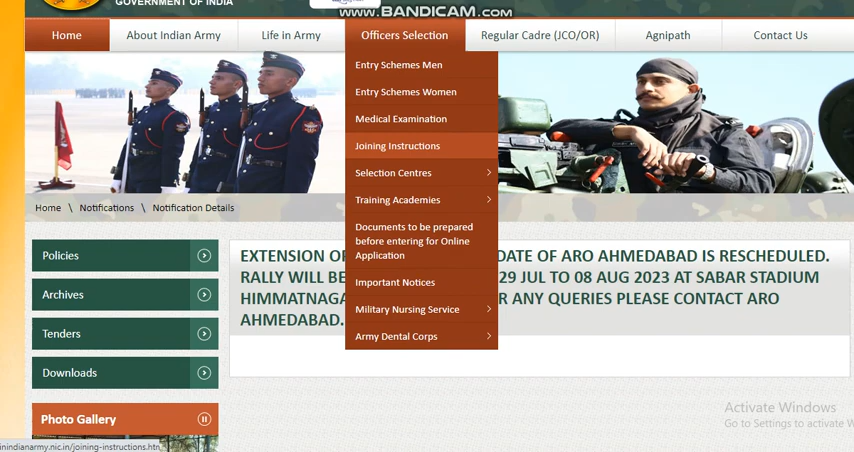 GOVERNMENT OF INDIA
www.BANDICAM.com
Home
About Indian Army
Life in Army
Officers Selection
Regular Cadre (JCO/OR)
Agnipath
Contact Us
Entry Schemes Men
Entry Schemes Women
Medical Examination
Joining Instructions
Selection Centres
Training Academies
Documents to be prepared
before entering for Online
Application
Important Notices
Military Nursing Service
Army Dental Corps
Home \ Notifications \ Notification Details
Policies
Archives
Tenders
Downloads
Photo Gallery
EXTENSION OF DATE OF ARO AHMEDABAD IS RESCHEDULED.
RALLY WILL BE 29 JUL TO 08 AUG 2023 AT SABAR STADIUM
HIMMATNAGA R ANY QUERIES PLEASE CONTACT ARO
AHMEDABAD.
Activate Windows
Go to Settings to activate W
inindianarmy.nic.in/joining-instructions.htm